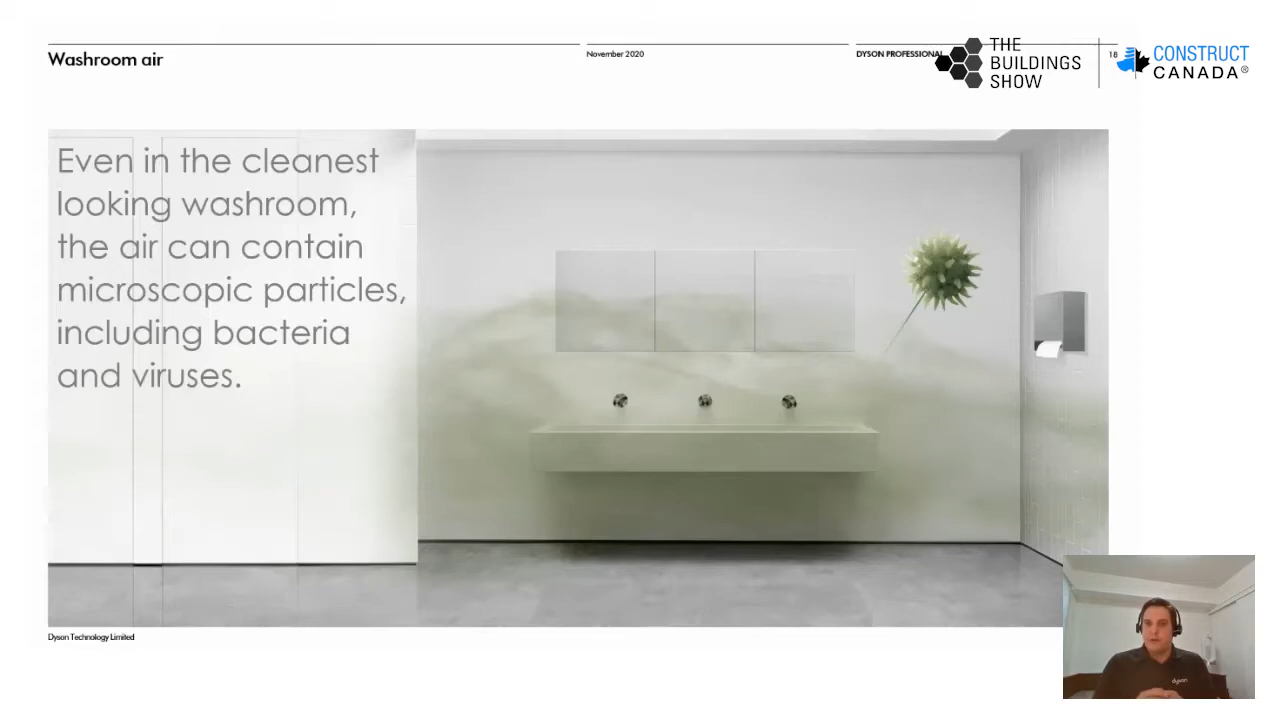 Washroom air
November 2020
DYSON PROFESSIONAL
18
THE
BUILDINGS
SHOW
CONSTRUCT
CANADA®
Even in the cleanest
looking washroom,
the air can contain
microscopic particles,
including bacteria
and viruses.
Dyson Technology Limited
dyson